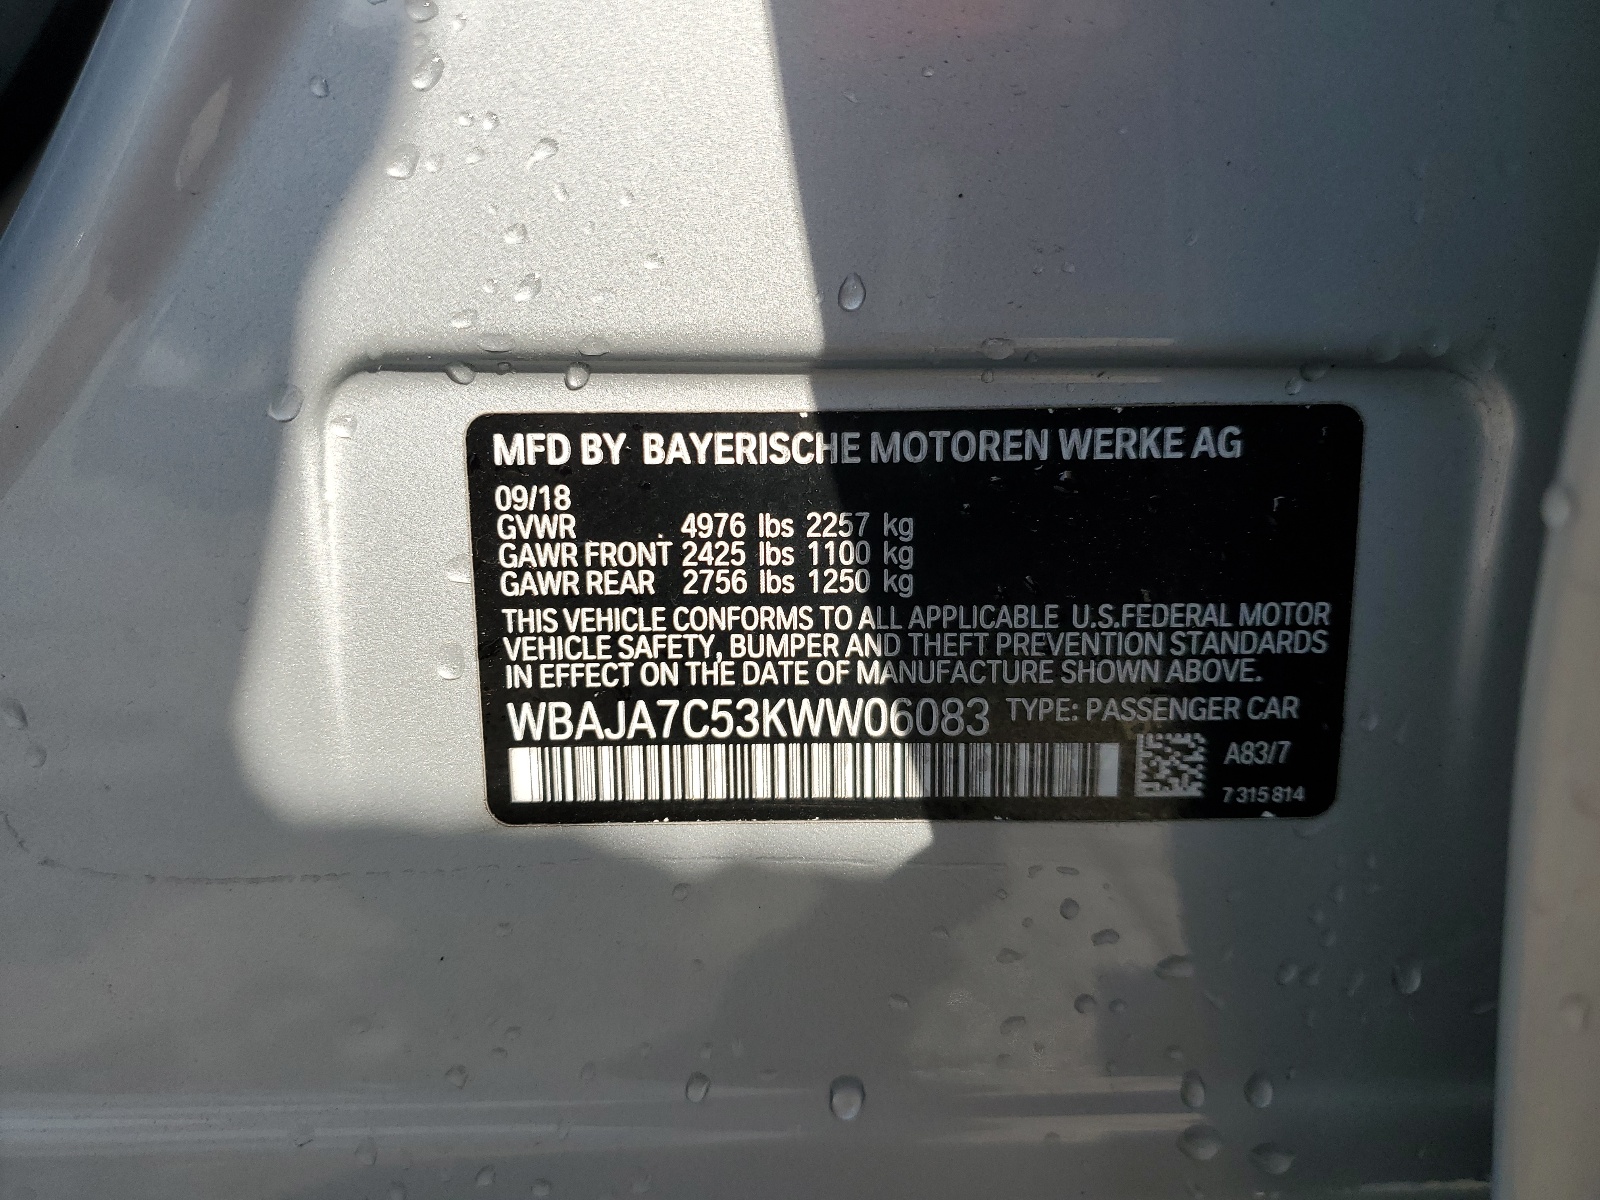 MFD BY BAYERISCHE MOTOREN WERKE AG
09/18
GVWR 4976 lbs 2257 kg
GAWR FRONT 2425 lbs 1100 kg
GAWR REAR 2756 lbs 1250 kg
THIS VEHICLE CONFORMS TO ALL APPLICABLE U.S.FEDERAL MOTOR
VEHICLE SAFETY, BUMPER AND THEFT PREVENTION STANDARDS
IN EFFECT ON THE DATE OF MANUFACTURE SHOWN ABOVE.
WBAJA7C53KWW06083 TYPE: PASSENGER CAR
A83/7
7 315 814